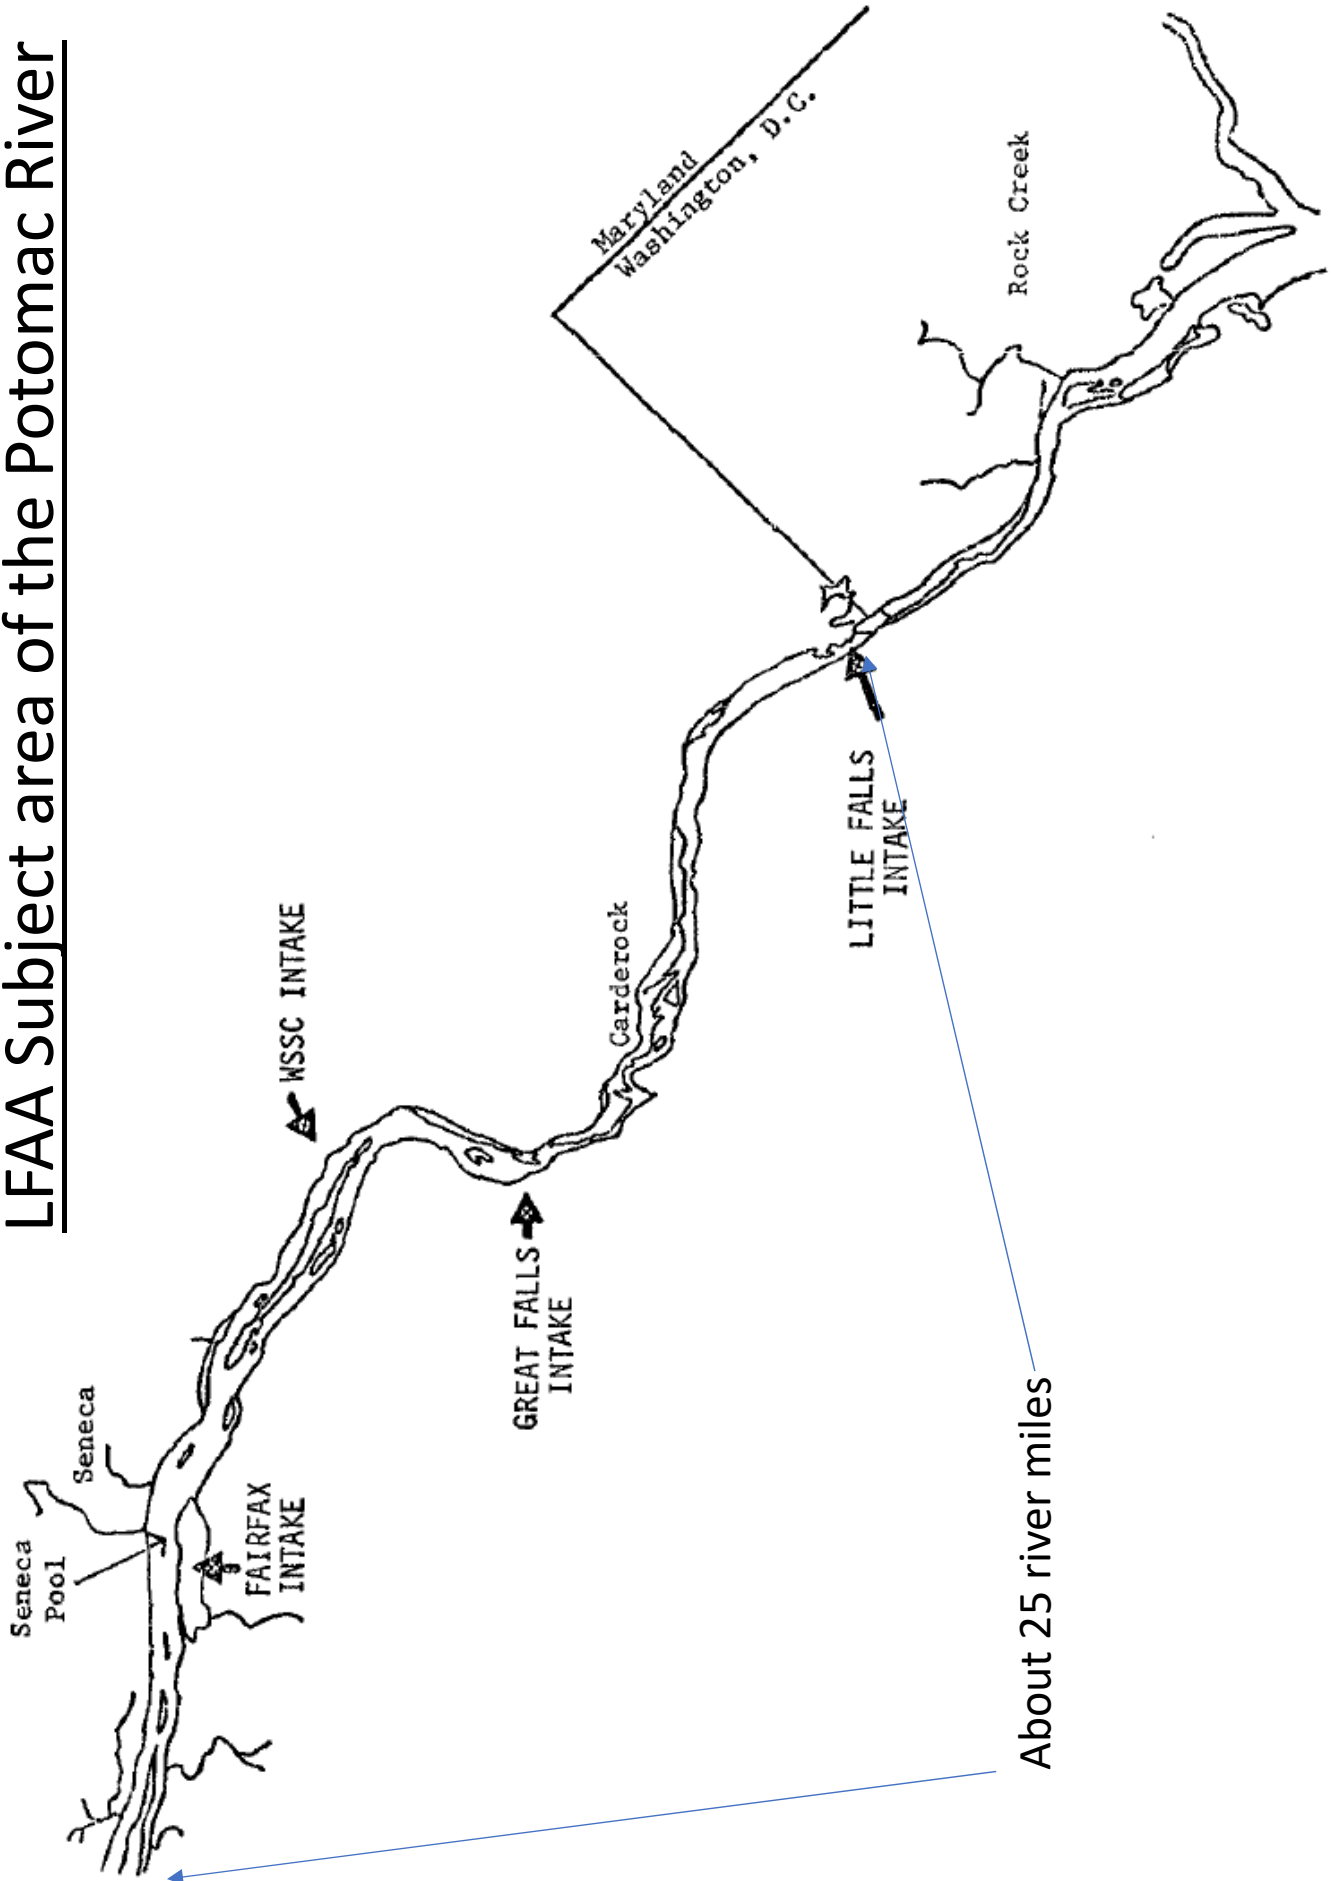 LFAA Subject area of the Potomac River
Seneca
Pool
Seneca
FAIRFAX
INTAKE
WSSC INTAKE
GREAT FALLS
INTAKE
Carderock
LITTLE FALLS
INTAKE
Maryland
Washington, D.C.
Rock Creek
About 25 river miles